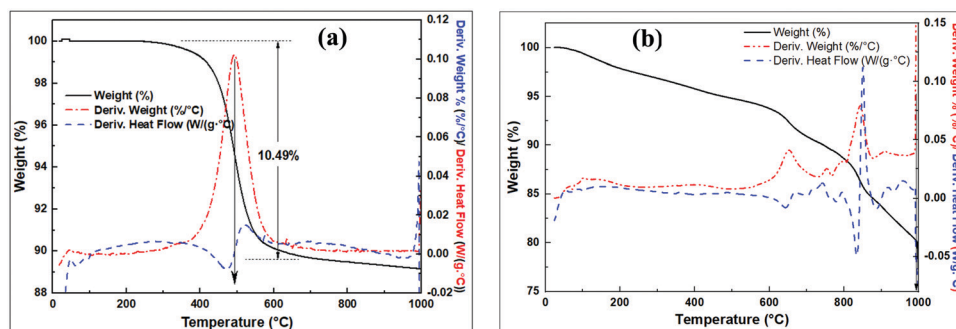 (a)
Weight (%)
Deriv. Weight (%/°C)
Deriv. Heat Flow (W/(g·°C)
10.49%
100
98
96
94
92
90
88
Weight (%)
0
200
400
600
800
1000
Temperature (°C)
0.12
0.10
0.08
0.06
0.04
0.02
0.00
-0.02
Deriv. Weight % (%/°C)/
Deriv. Heat Flow (W/(g.°C))
(b)
Weight (%)
Deriv. Weight (%/°C)
Deriv. Heat Flow (W/(g·°C)
100
95
90
85
80
75
Weight (%)
0
200
400
600
800
1000
Temperature (°C)
0.15
0.10
0.05
0.00
-0.05